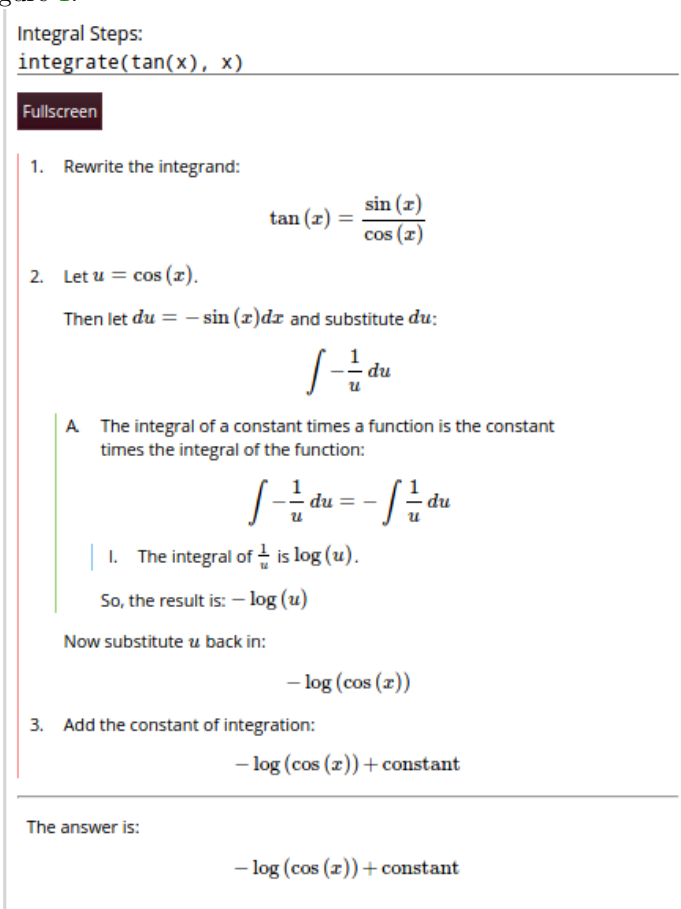 gure 1.
Integral Steps:
integrate(tan(x), x)
Fullscreen
1. Rewrite the integrand:
tan (x) = sin (x) / cos (x)
2. Let u = cos (x).
Then let du = − sin (x)dx and substitute du:
∫ −1/u du
A. The integral of a constant times a function is the constant
times the integral of the function:
∫ −1/u du = − ∫ 1/u du
I. The integral of 1/u is log (u).
So, the result is: − log (u)
Now substitute u back in:
− log (cos (x))
3. Add the constant of integration:
− log (cos (x)) + constant
The answer is:
− log (cos (x)) + constant